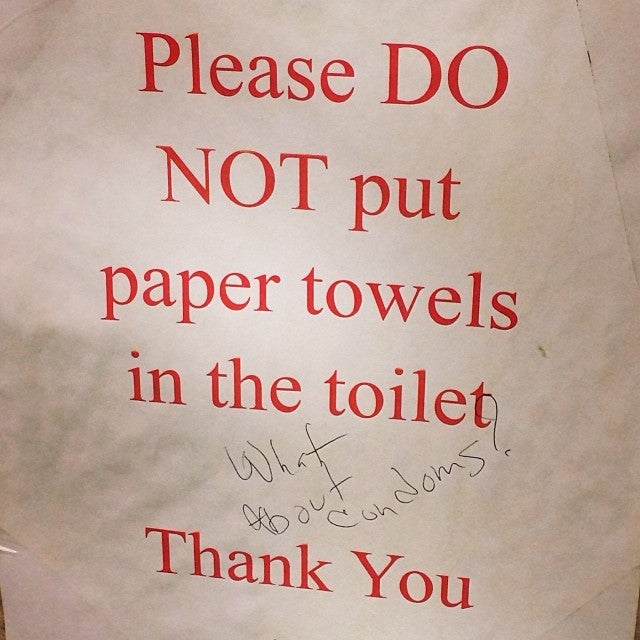 Please DO
NOT put
paper towels
in the toilet
What
About condoms?
Thank You